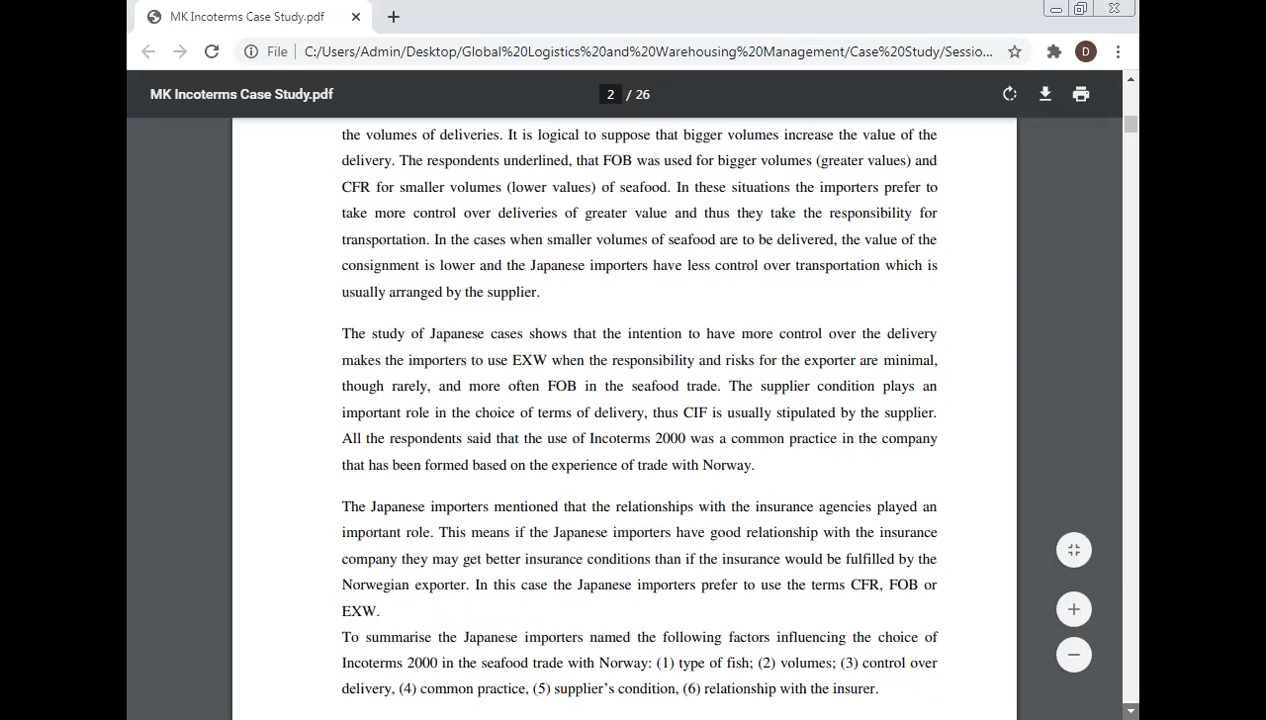 MK Incoterms Case Study.pdf
File C:/Users/Admin/Desktop/Global%20Logistics%20and%20Warehousing%20Management/Case%20Study/Sessio... D
MK Incoterms Case Study.pdf 2 / 26
the volumes of deliveries. It is logical to suppose that bigger volumes increase the value of the
delivery. The respondents underlined, that FOB was used for bigger volumes (greater values) and
CFR for smaller volumes (lower values) of seafood. In these situations the importers prefer to
take more control over deliveries of greater value and thus they take the responsibility for
transportation. In the cases when smaller volumes of seafood are to be delivered, the value of the
consignment is lower and the Japanese importers have less control over transportation which is
usually arranged by the supplier.
The study of Japanese cases shows that the intention to have more control over the delivery
makes the importers to use EXW when the responsibility and risks for the exporter are minimal,
though rarely, and more often FOB in the seafood trade. The supplier condition plays an
important role in the choice of terms of delivery, thus CIF is usually stipulated by the supplier.
All the respondents said that the use of Incoterms 2000 was a common practice in the company
that has been formed based on the experience of trade with Norway.
The Japanese importers mentioned that the relationships with the insurance agencies played an
important role. This means if the Japanese importers have good relationship with the insurance
company they may get better insurance conditions than if the insurance would be fulfilled by the
Norwegian exporter. In this case the Japanese importers prefer to use the terms CFR, FOB or
EXW.
To summarise the Japanese importers named the following factors influencing the choice of
Incoterms 2000 in the seafood trade with Norway: (1) type of fish; (2) volumes; (3) control over
delivery, (4) common practice, (5) supplier's condition, (6) relationship with the insurer.